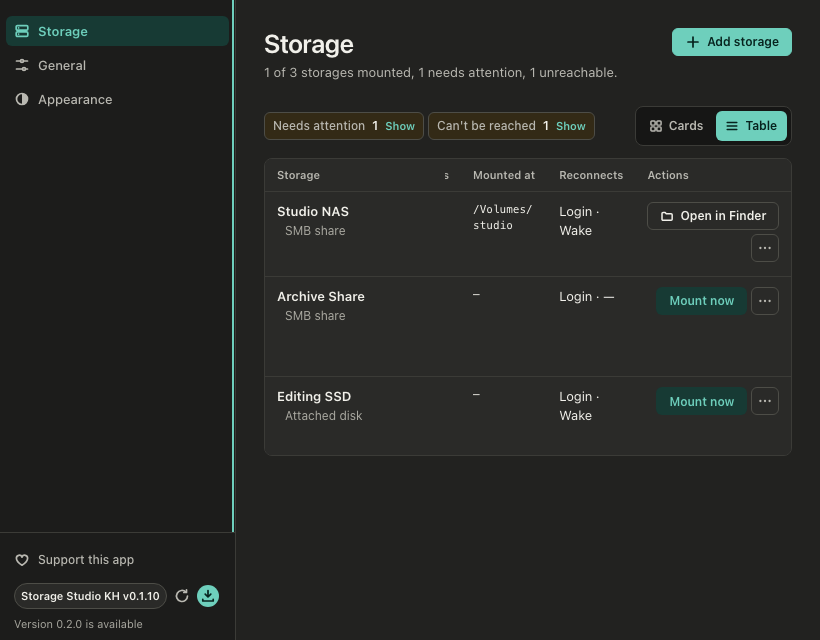 Storage
General
Appearance
Support this app
Storage Studio KH v0.1.10
Version 0.2.0 is available
Storage
Add storage
1 of 3 storages mounted, 1 needs attention, 1 unreachable.
Needs attention 1 Show
Can't be reached 1 Show
Cards
Table
Storage s Mounted at Reconnects Actions
Studio NAS
SMB share
/Volumes/
studio
Login ·
Wake
Open in Finder
···
Archive Share
SMB share
–
Login · —
Mount now
···
Editing SSD
Attached disk
–
Login ·
Wake
Mount now
···